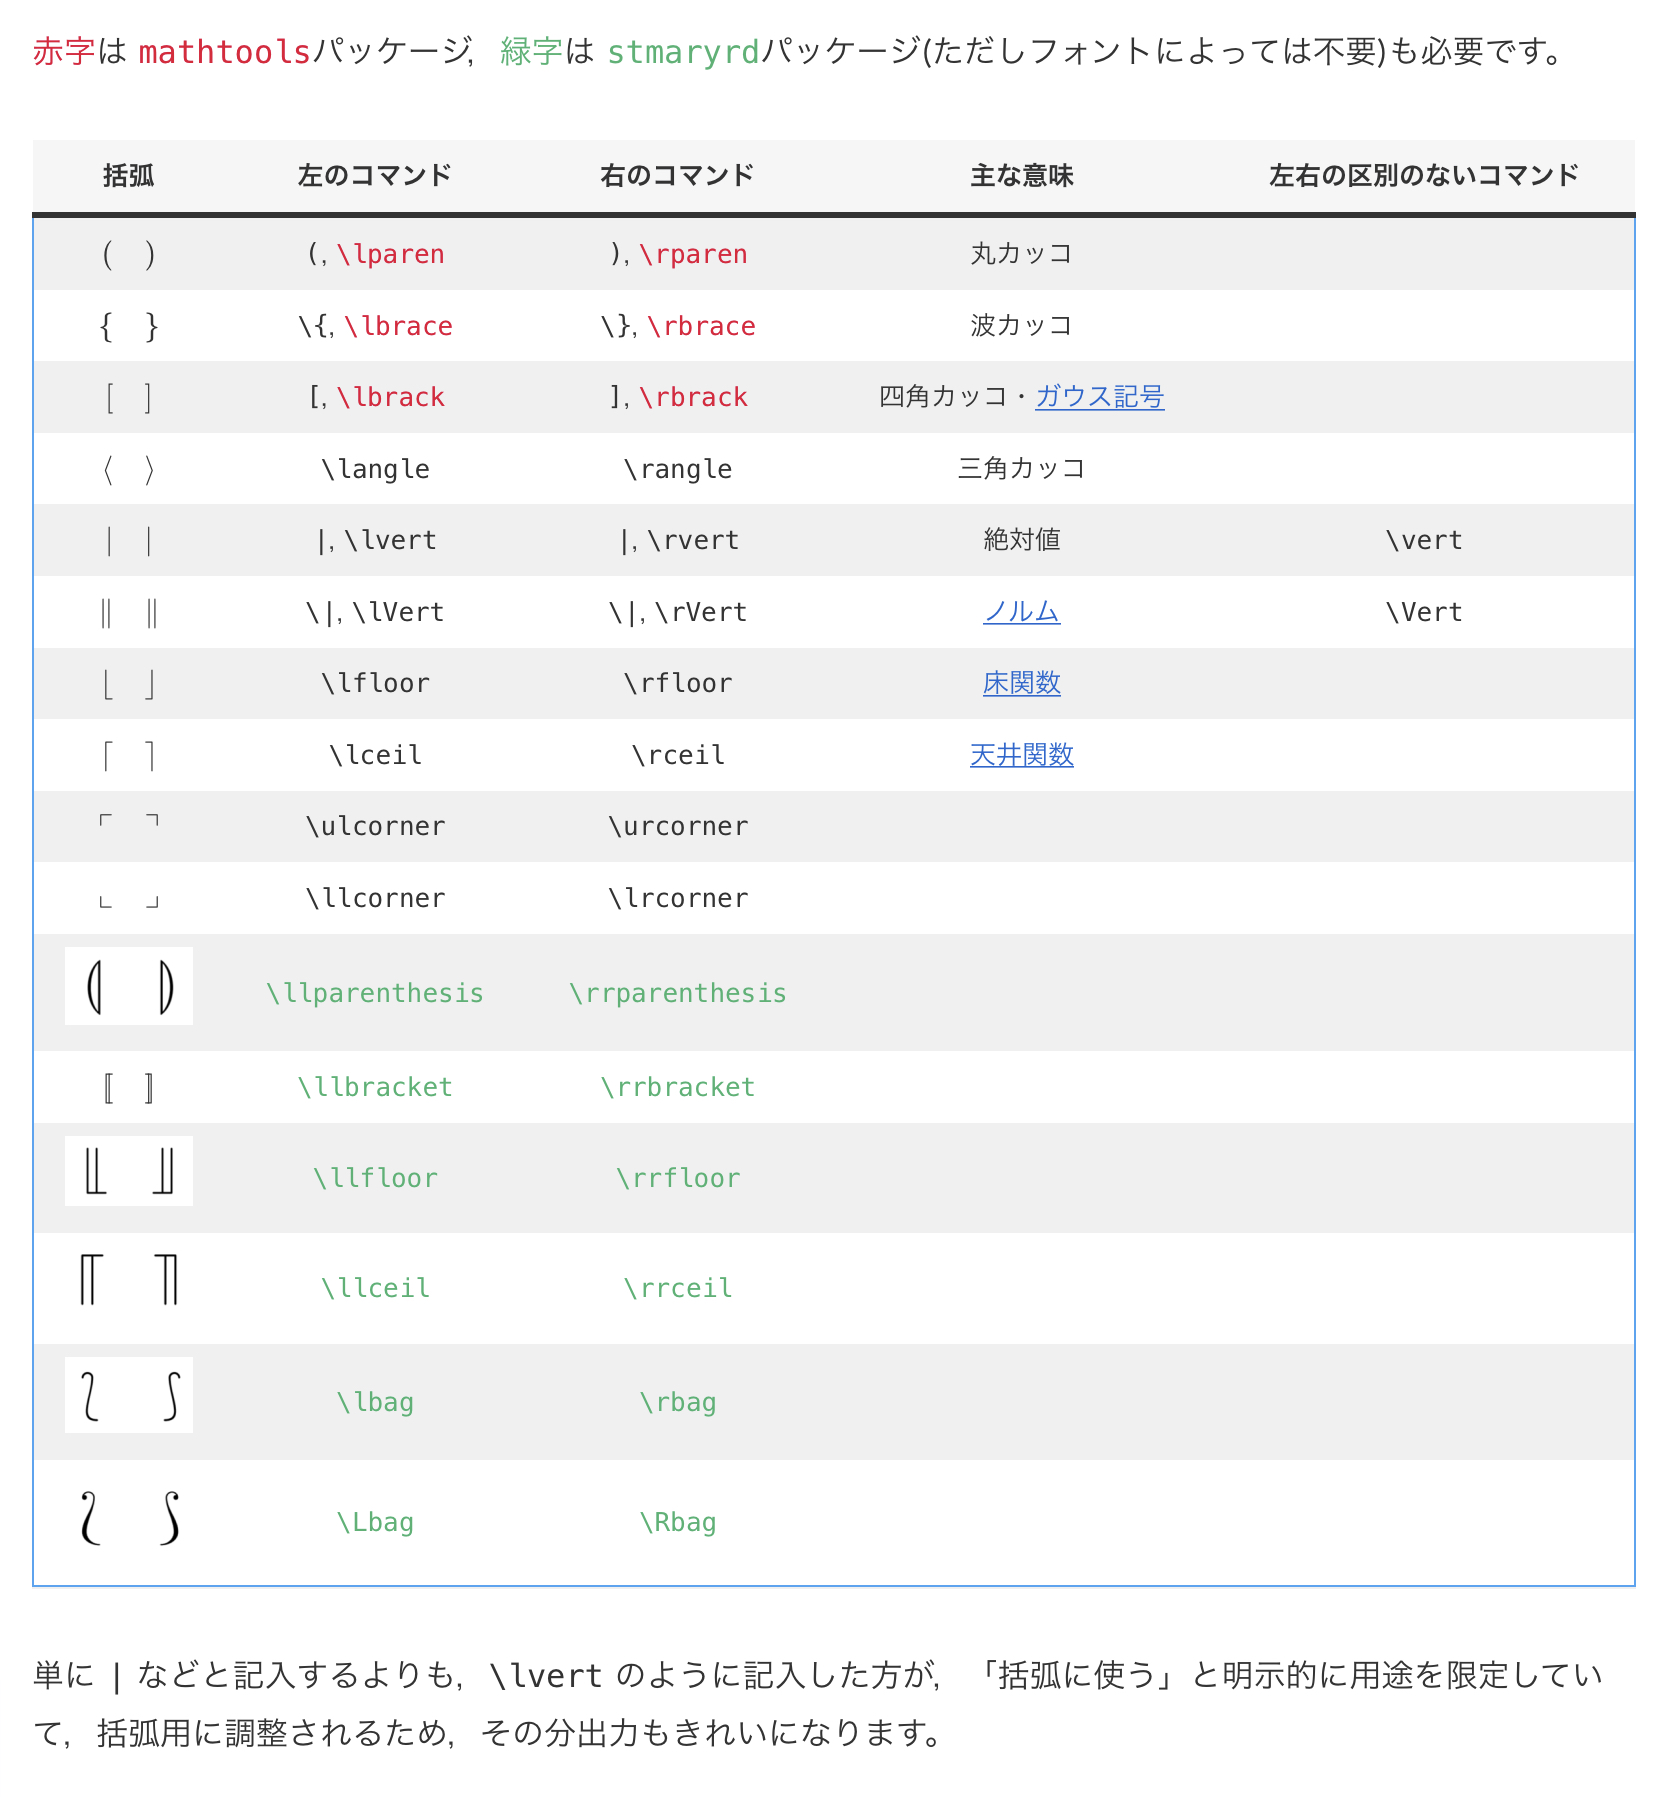 赤字は mathtoolsパッケージ, 緑字は stmaryrdパッケージ(ただしフォントによっては不要)も必要です。
括弧 左のコマンド 右のコマンド 主な意味 左右の区別のないコマンド
( ) (, \lparen ), \rparen 丸カッコ
{ } \{, \lbrace \}, \rbrace 波カッコ
[ ] [, \lbrack ], \rbrack 四角カッコ・ガウス記号
〈 〉 \langle \rangle 三角カッコ
| | |, \lvert |, \rvert 絶対値 \vert
‖ ‖ \|, \lVert \|, \rVert ノルム \Vert
⌊ ⌋ \lfloor \rfloor 床関数
⌈ ⌉ \lceil \rceil 天井関数
⌜ ⌝ \ulcorner \urcorner
⌞ ⌟ \llcorner \lrcorner
⦇ ⦈ \llparenthesis \rrparenthesis
⟦ ⟧ \llbracket \rrbracket
\llfloor \rrfloor
\llceil \rrceil
⟅ ⟆ \lbag \rbag
\Lbag \Rbag
単に | などと記入するよりも, \lvert のように記入した方が, 「括弧に使う」と明示的に用途を限定してい
て, 括弧用に調整されるため, その分出力もきれいになります。